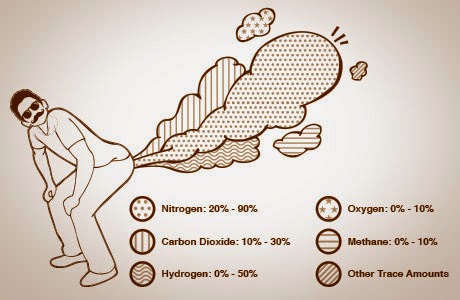 Nitrogen: 20% - 90%
Carbon Dioxide: 10% - 30%
Hydrogen: 0% - 50%
Oxygen: 0% - 10%
Methane: 0% - 10%
Other Trace Amounts